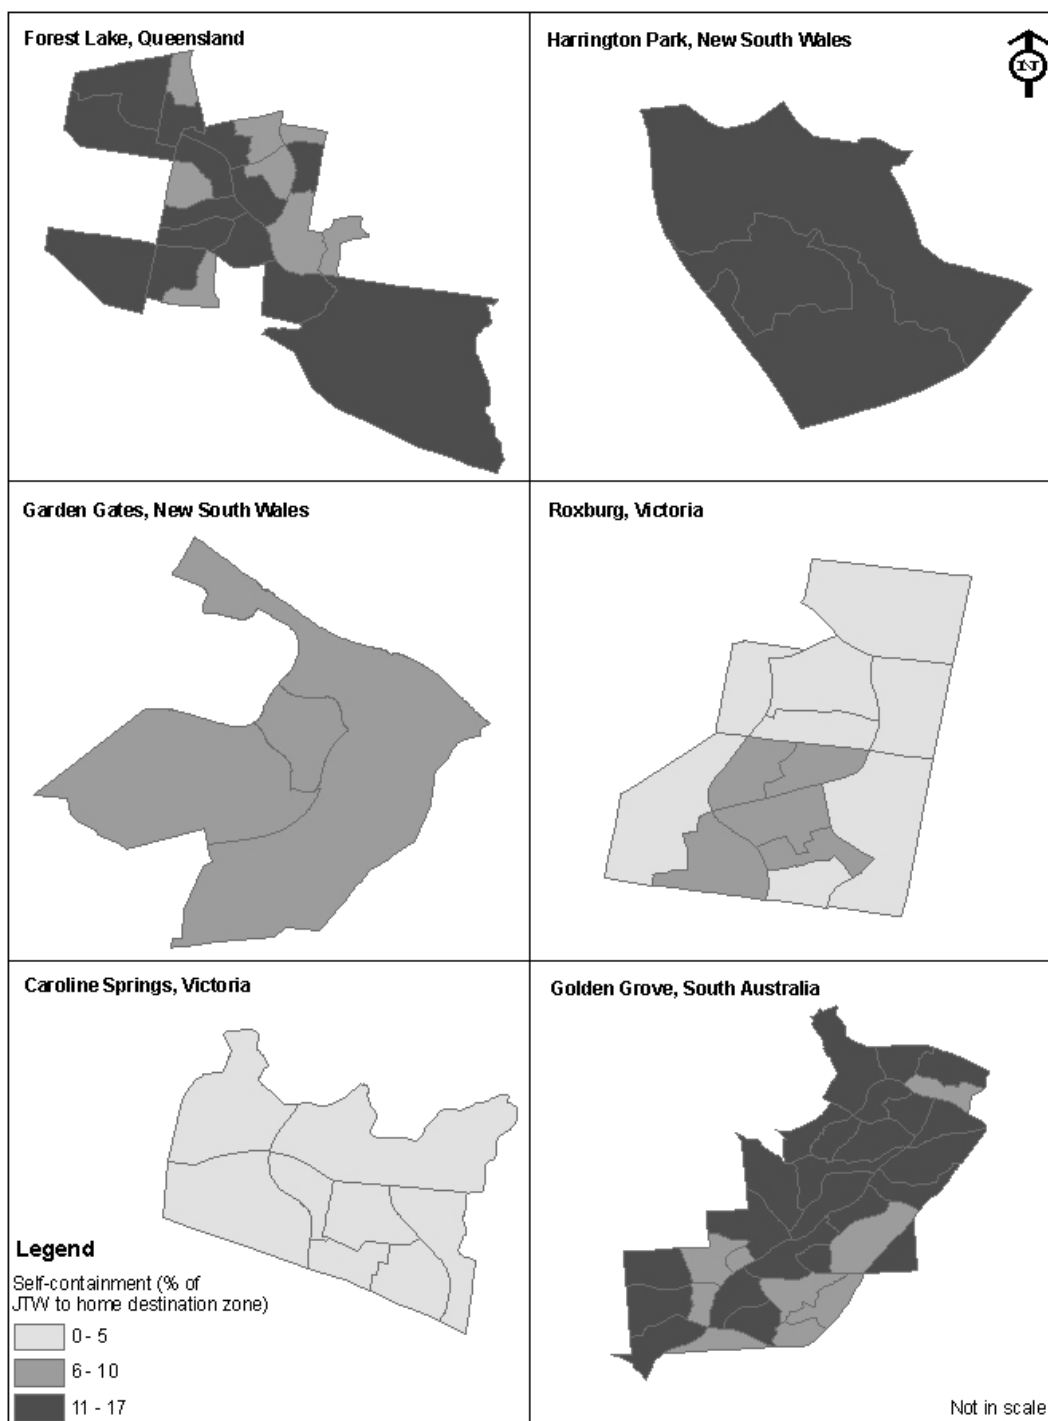 Forest Lake, Queensland
Harrington Park, New South Wales
N
Garden Gates, New South Wales
Roxburg, Victoria
Caroline Springs, Victoria
Golden Grove, South Australia
Legend
Self-containment (% of
JTW to home destination zone)
0 - 5
6 - 10
11 - 17
Not in scale